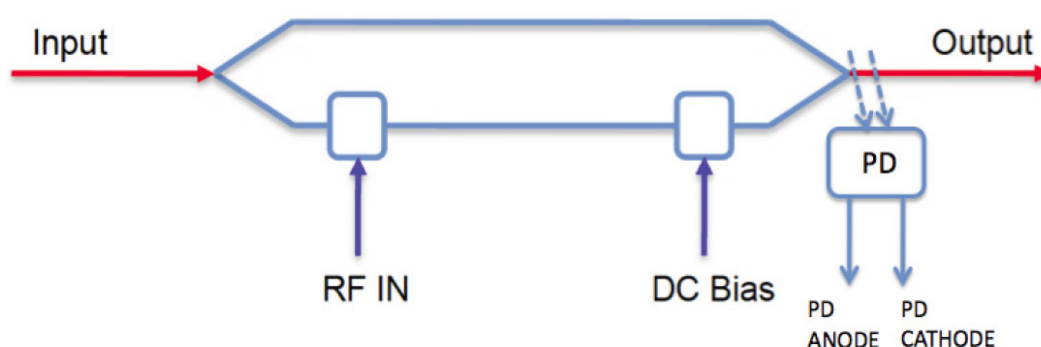 Input
Output
PD
RF IN
DC Bias
PD
ANODE
PD
CATHODE